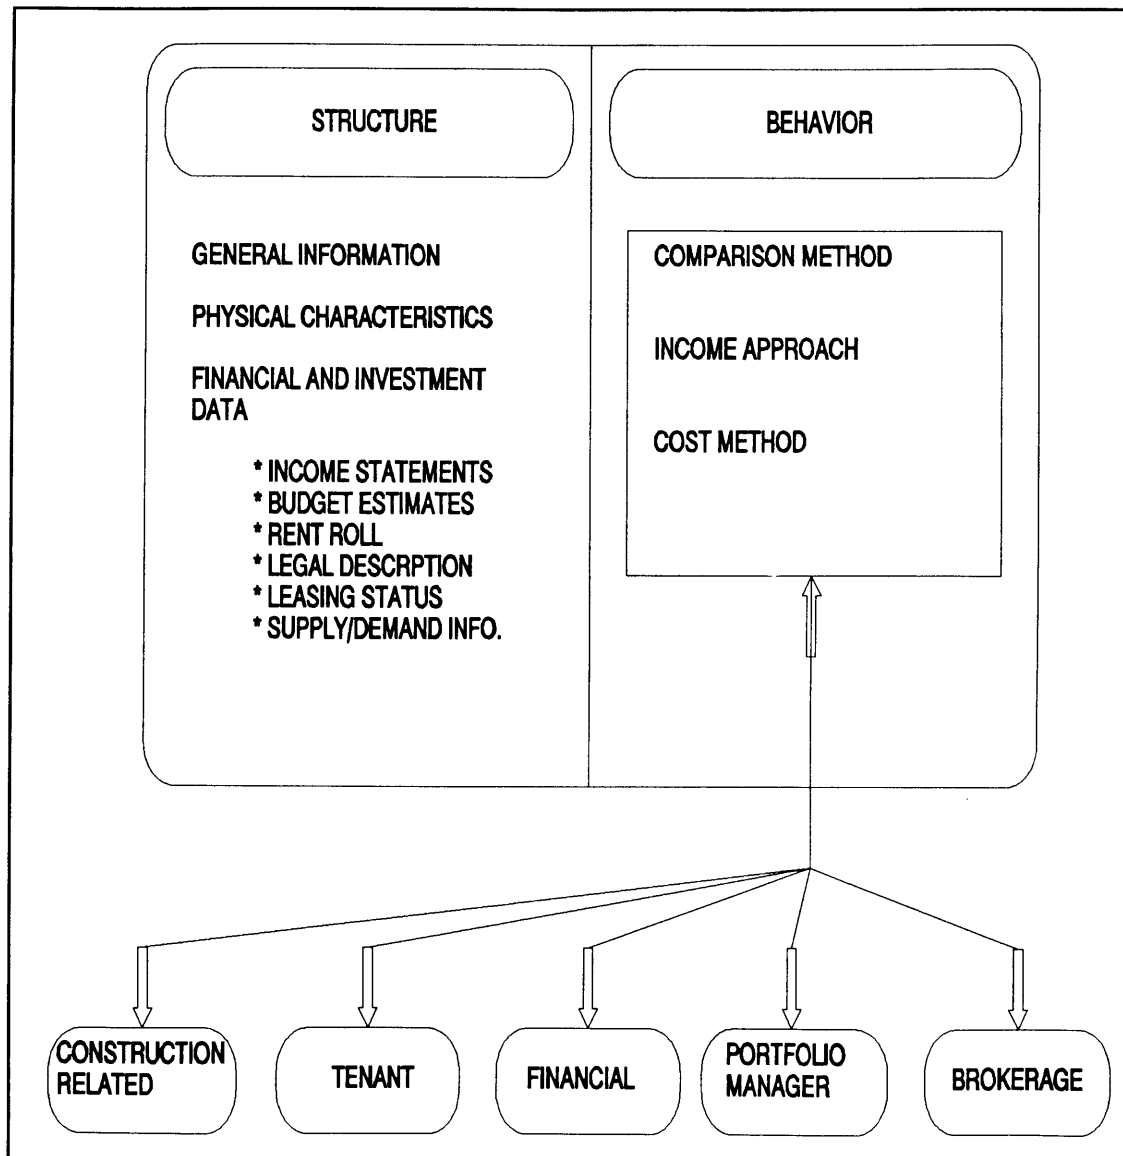 STRUCTURE
GENERAL INFORMATION
PHYSICAL CHARACTERISTICS
FINANCIAL AND INVESTMENT
DATA
* INCOME STATEMENTS
* BUDGET ESTIMATES
* RENT ROLL
* LEGAL DESCRPTION
* LEASING STATUS
* SUPPLY/DEMAND INFO.
BEHAVIOR
COMPARISON METHOD
INCOME APPROACH
COST METHOD
CONSTRUCTION
RELATED
TENANT
FINANCIAL
PORTFOLIO
MANAGER
BROKERAGE